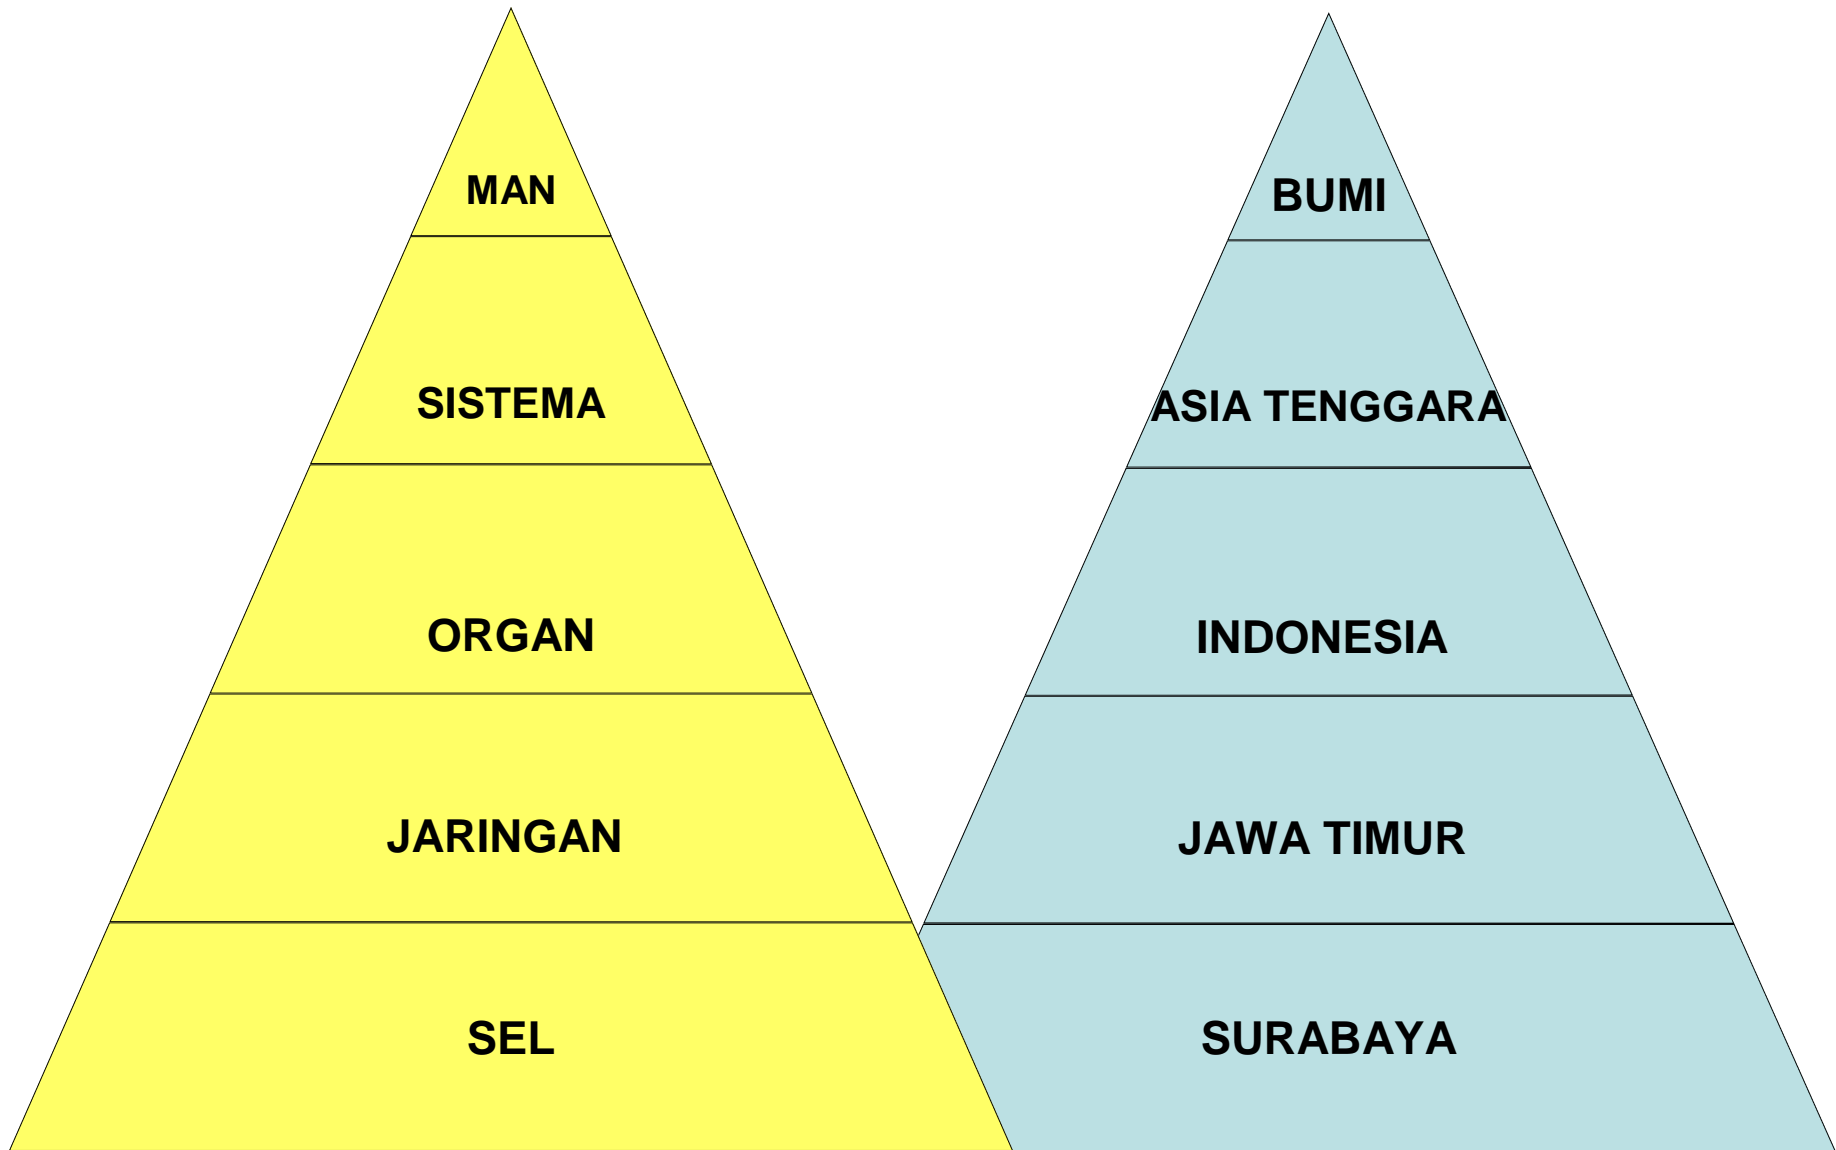 MAN
SISTEMA
ORGAN
JARINGAN
SEL
BUMI
ASIA TENGGARA
INDONESIA
JAWA TIMUR
SURABAYA